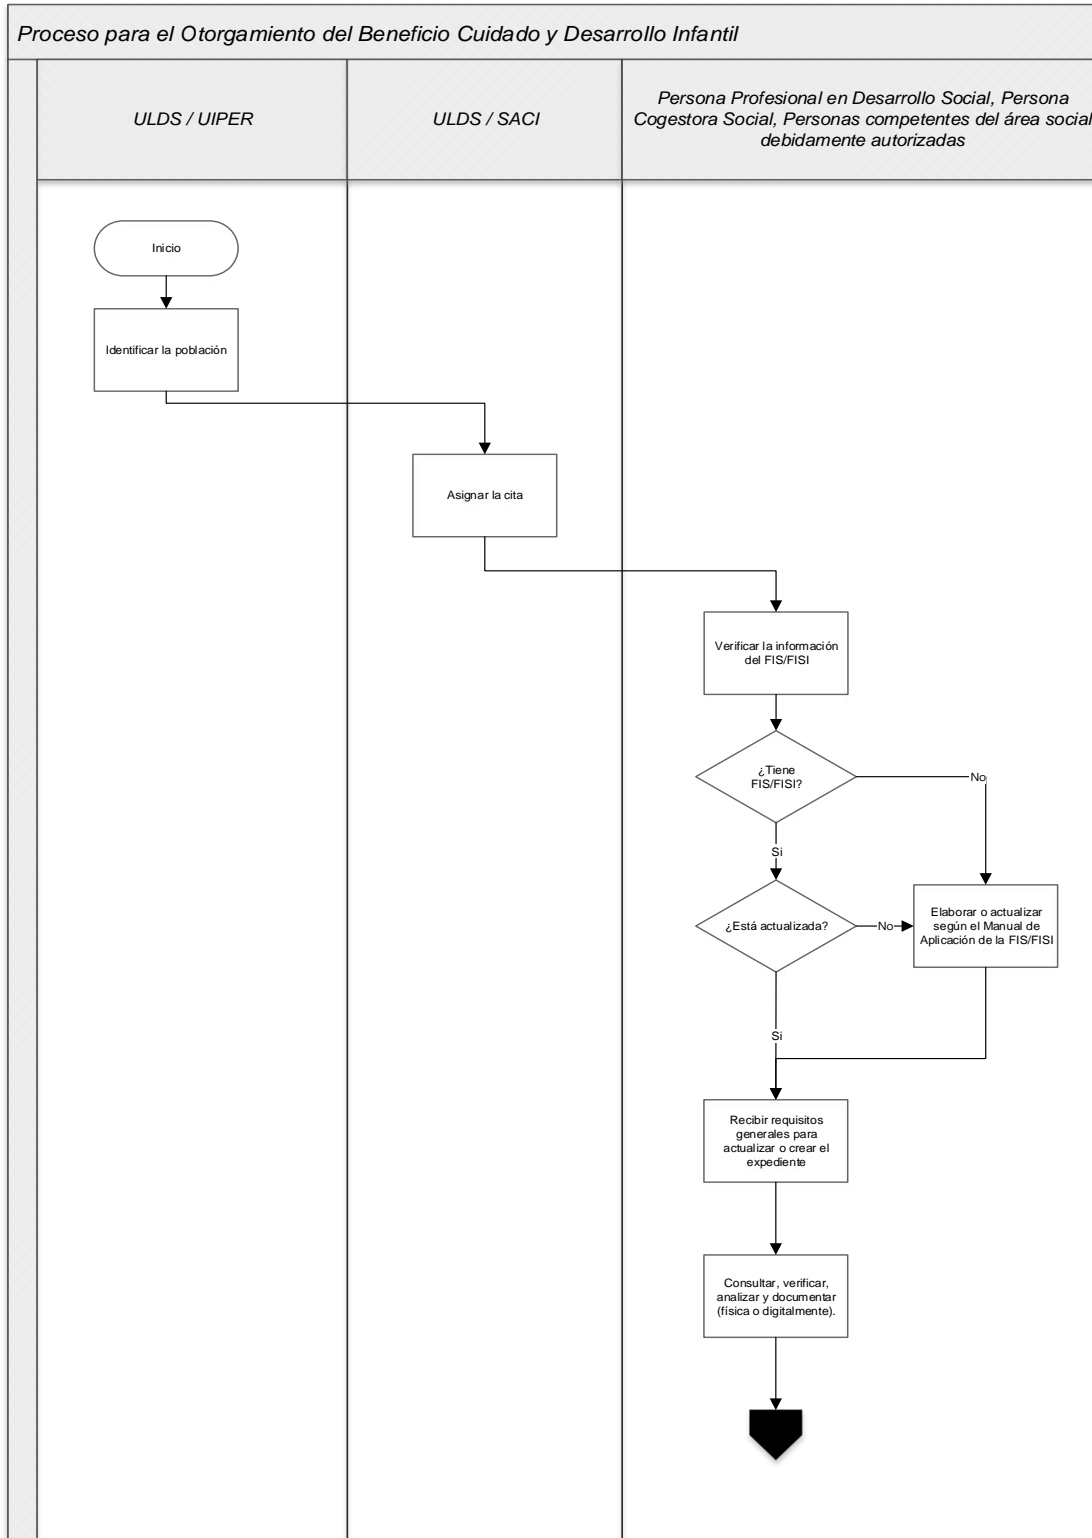 Proceso para el Otorgamiento del Beneficio Cuidado y Desarrollo Infantil
ULDS / UIPER
ULDS / SACI
Persona Profesional en Desarrollo Social, Persona
Cogestora Social, Personas competentes del área social
debidamente autorizadas
Inicio
Identificar la población
Asignar la cita
Verificar la información
del FIS/FISI
¿Tiene
FIS/FISI?
No
Si
¿Está actualizada?
No
Elaborar o actualizar
según el Manual de
Aplicación de la FIS/FISI
Si
Recibir requisitos
generales para
actualizar o crear el
expediente
Consultar, verificar,
analizar y documentar
(física o digitalmente).